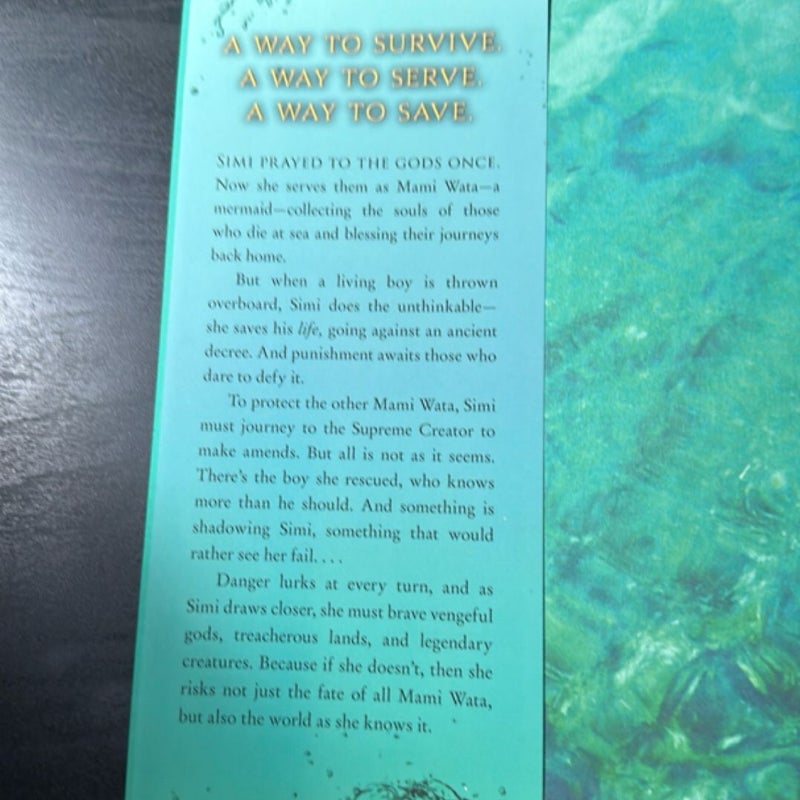 A WAY TO SURVIVE.
A WAY TO SERVE.
A WAY TO SAVE.
SIMI PRAYED TO THE GODS ONCE.
Now she serves them as Mami Wata—a
mermaid—collecting the souls of those
who die at sea and blessing their journeys
back home.
But when a living boy is thrown
overboard, Simi does the unthinkable—
she saves his life, going against an ancient
decree. And punishment awaits those who
dare to defy it.
To protect the other Mami Wata, Simi
must journey to the Supreme Creator to
make amends. But all is not as it seems.
There's the boy she rescued, who knows
more than he should. And something is
shadowing Simi, something that would
rather see her fail. . . .
Danger lurks at every turn, and as
Simi draws closer, she must brave vengeful
gods, treacherous lands, and legendary
creatures. Because if she doesn't, then she
risks not just the fate of all Mami Wata,
but also the world as she knows it.